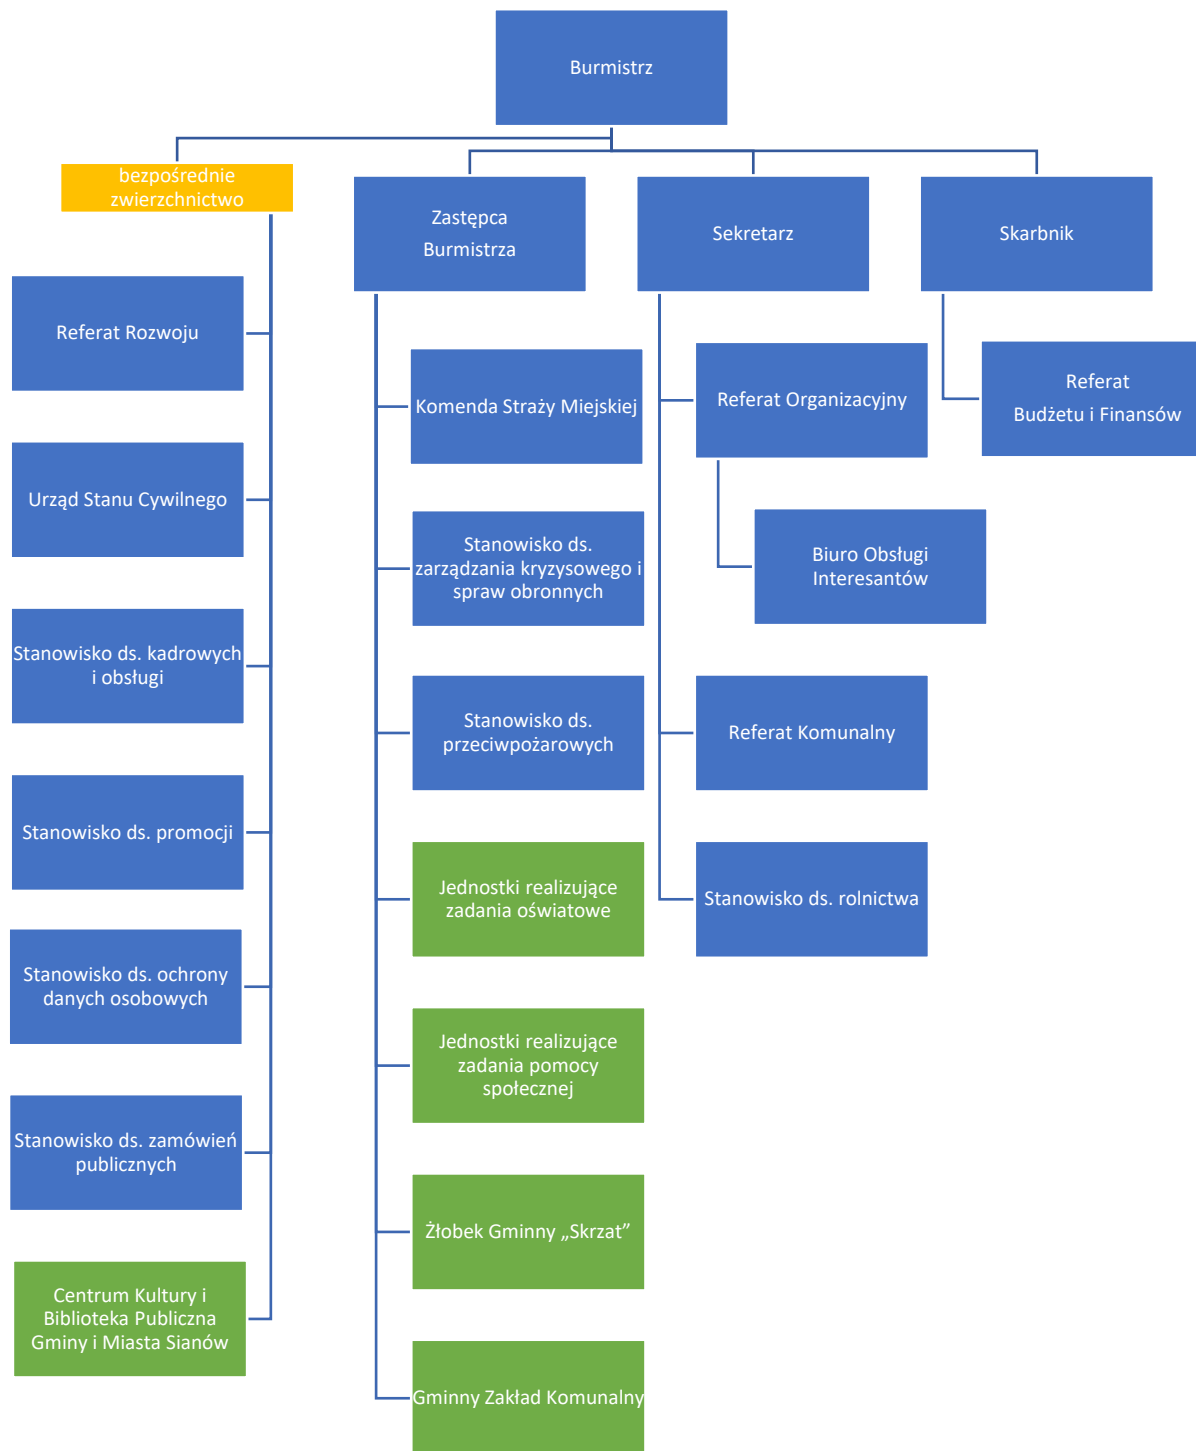 Burmistrz
bezpośrednie
zwierzchnictwo
Zastępca
Burmistrza
Sekretarz
Skarbnik
Referat Rozwoju
Urząd Stanu Cywilnego
Stanowisko ds. kadrowych
i obsługi
Stanowisko ds. promocji
Stanowisko ds. ochrony
danych osobowych
Stanowisko ds. zamówień
publicznych
Centrum Kultury i
Biblioteka Publiczna
Gminy i Miasta Sianów
Komenda Straży Miejskiej
Stanowisko ds.
zarządzania kryzysowego i
spraw obronnych
Stanowisko ds.
przeciwpożarowych
Jednostki realizujące
zadania oświatowe
Jednostki realizujące
zadania pomocy
społecznej
Żłobek Gminny „Skrzat”
Gminny Zakład Komunalny
Referat Organizacyjny
Biuro Obsługi
Interesantów
Referat Komunalny
Stanowisko ds. rolnictwa
Referat
Budżetu i Finansów